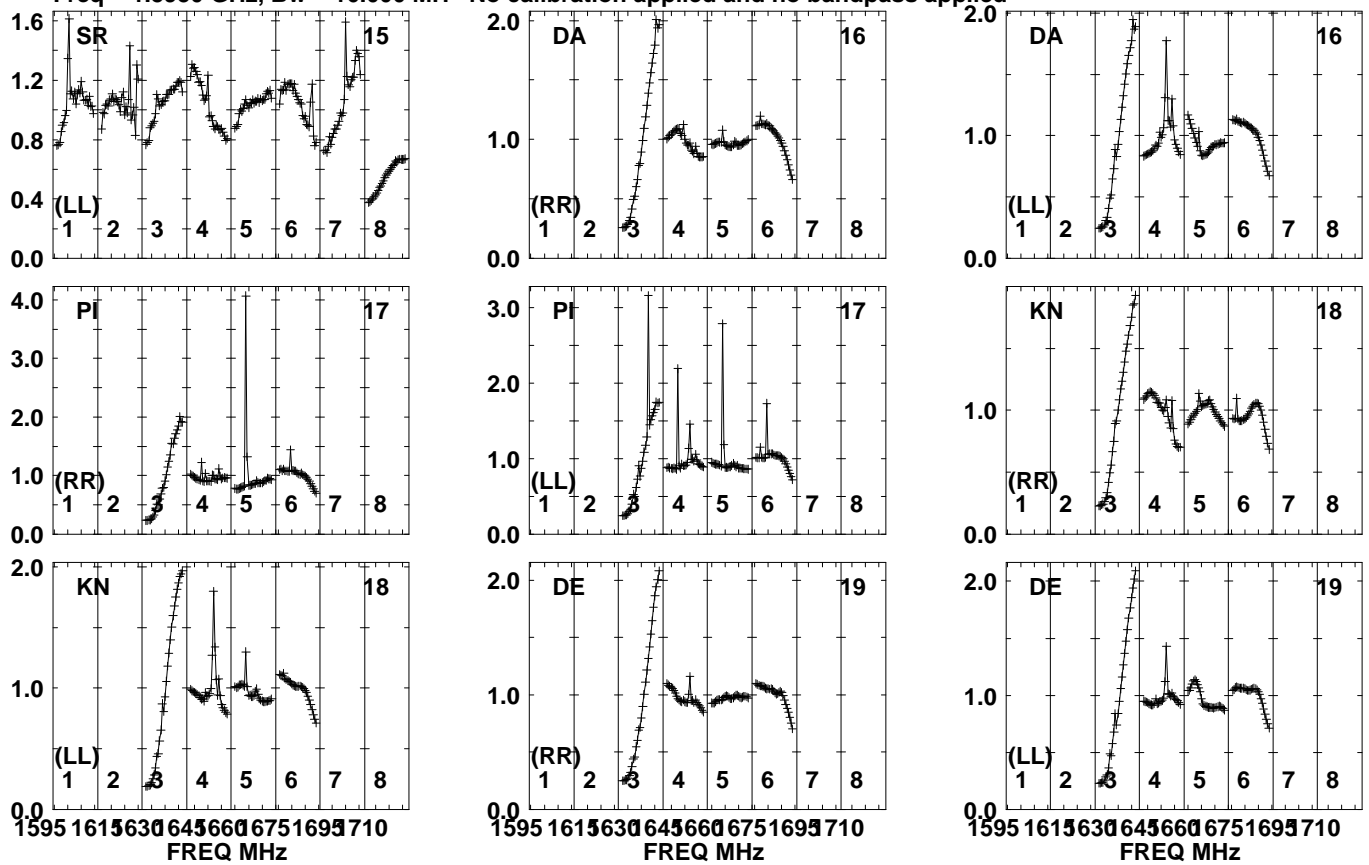 No calibration applied and no bandpass applied
1.6 SR 15 2.0 DA 16 2.0 DA 16
1.2
0.8 1.0 1.0
0.4
(LL) (RR) (LL)
1 2 3 4 5 6 7 8 1 2 3 4 5 6 7 8 1 2 3 4 5 6 7 8
0.0 0.0 0.0
4.0 PI 17 3.0 PI 17 KN 18
3.0
2.0 2.0 1.0
1.0 1.0
(RR) (LL) (RR)
1 2 3 4 5 6 7 8 1 2 3 4 5 6 7 8 1 2 3 4 5 6 7 8
0.0 0.0 0.0
2.0 KN 18 2.0 DE 19 2.0 DE 19
1.0 1.0 1.0
(LL) (RR) (LL)
1 2 3 4 5 6 7 8 1 2 3 4 5 6 7 8 1 2 3 4 5 6 7 8
0.0 0.0 0.0
1595 1615 1630 1645 1660 1675 1695 1710 1595 1615 1630 1645 1660 1675 1695 1710 1595 1615 1630 1645 1660 1675 1695 1710
FREQ MHz FREQ MHz FREQ MHz